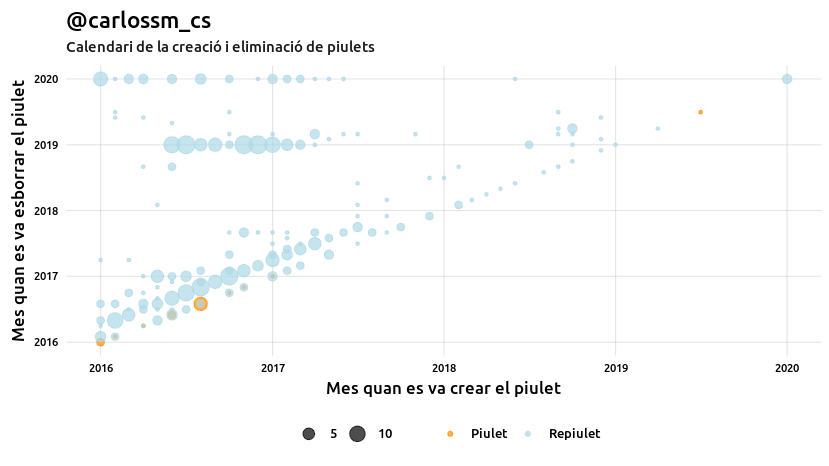 @carlossm_cs
Calendari de la creació i eliminació de piulets
Mes quan es va esborrar el piulet
2020
2019
2018
2017
2016
2016 2017 2018 2019 2020
Mes quan es va crear el piulet
5 10 Piulet Repiulet